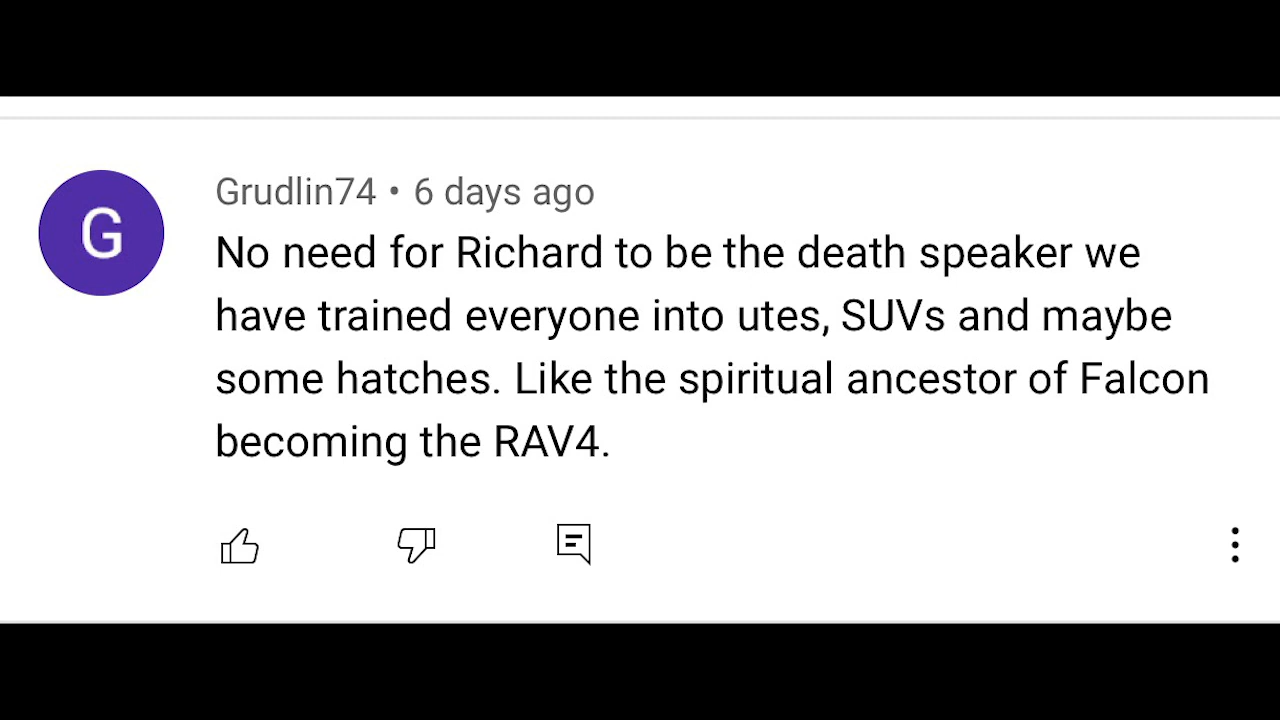 G
Grudlin74 • 6 days ago
No need for Richard to be the death speaker we
have trained everyone into utes, SUVs and maybe
some hatches. Like the spiritual ancestor of Falcon
becoming the RAV4.